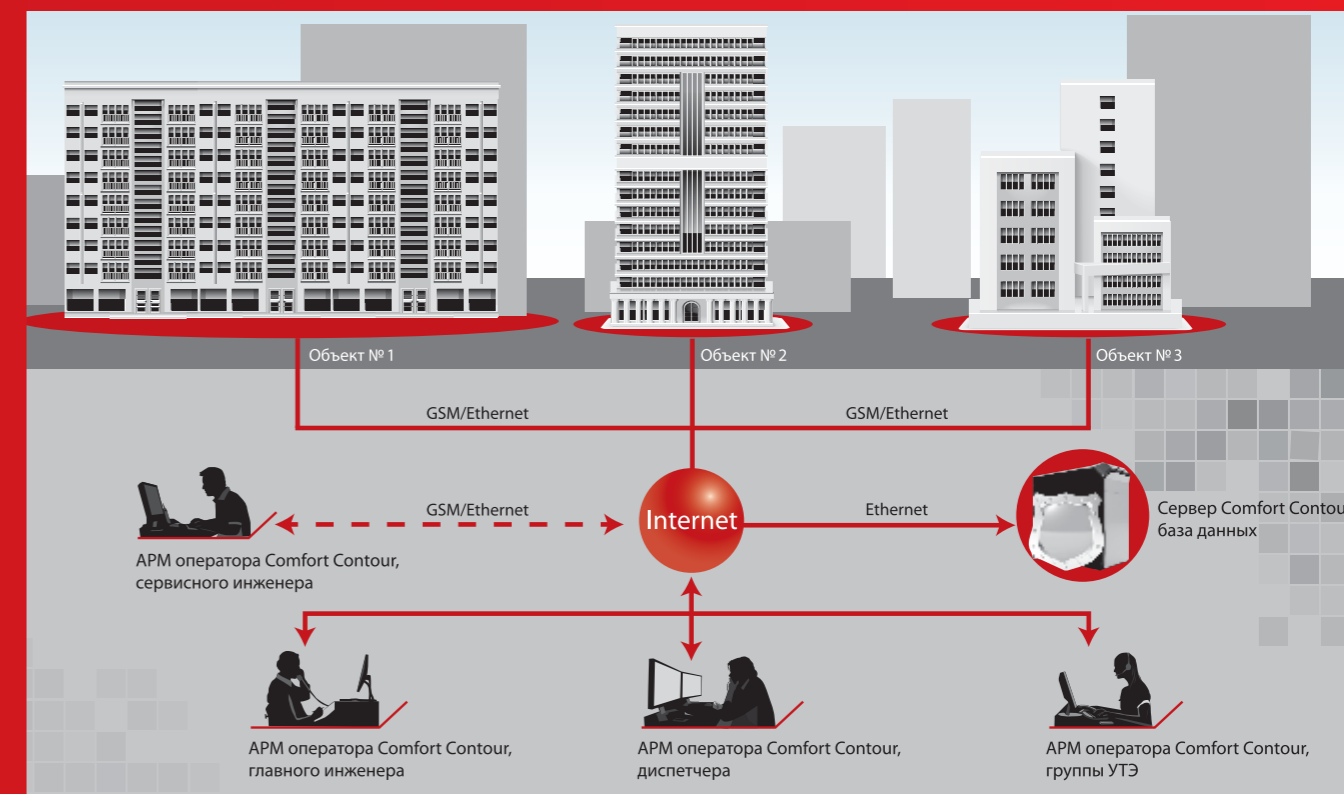 Объект № 1
Объект № 2
Объект № 3
GSM/Ethernet
GSM/Ethernet
GSM/Ethernet
Internet
Ethernet
Сервер Comfort Contou
база данных
АРМ оператора Comfort Contour,
сервисного инженера
АРМ оператора Comfort Contour,
главного инженера
АРМ оператора Comfort Contour,
диспетчера
АРМ оператора Comfort Contour,
группы УТЭ